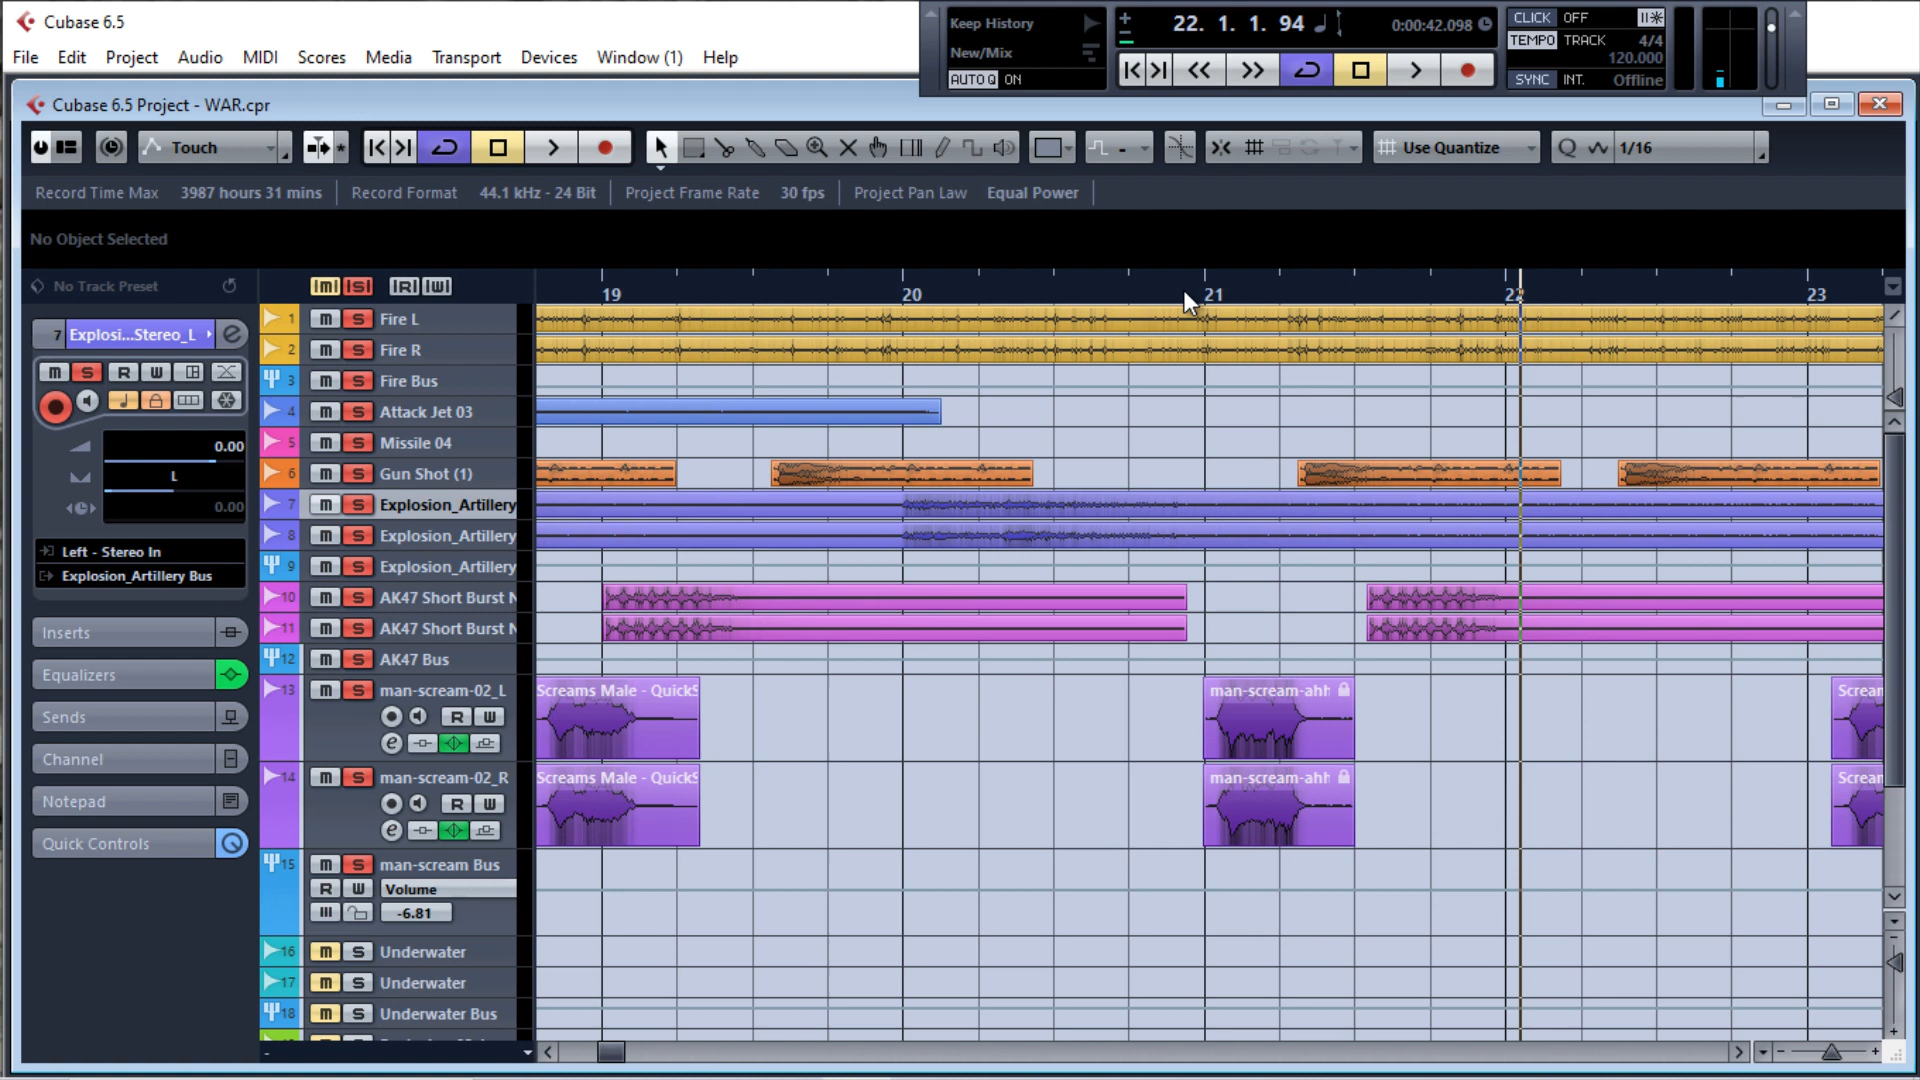 Cubase 6.5
File Edit Project Audio MIDI Scores Media Transport Devices Window (1) Help
Keep History
New/Mix
AUTO Q ON
22. 1. 1. 94
0:00:42.098
CLICK OFF
TEMPO TRACK 4/4
120.000
SYNC INT. Offline
Cubase 6.5 Project - WAR.cpr
Touch
Use Quantize
Q 1/16
Record Time Max 3987 hours 31 mins Record Format 44.1 kHz - 24 Bit Project Frame Rate 30 fps Project Pan Law Equal Power
No Object Selected
No Track Preset
M S R W
19 20 21 22 23
7 Explosi...Stereo_L e
M S R W
0.00
L
0.00
Left - Stereo In
Explosion_Artillery Bus
Inserts
Equalizers
Sends
Channel
Notepad
Quick Controls
1 m S Fire L
2 m S Fire R
3 m S Fire Bus
4 m S Attack Jet 03
5 m S Missile 04
6 m S Gun Shot (1)
7 m S Explosion_Artillery
8 m S Explosion_Artillery
9 m S Explosion_Artillery
10 m S AK47 Short Burst N
11 m S AK47 Short Burst N
12 m S AK47 Bus
13 m S man-scream-02_L
R W
e
14 m S man-scream-02_R
R W
e
15 m S man-scream Bus
R W Volume
-6.81
16 m S Underwater
17 m S Underwater
18 m S Underwater Bus
Screams Male - QuickS
man-scream-ahh
Scream
Screams Male - QuickS
man-scream-ahh
Scream